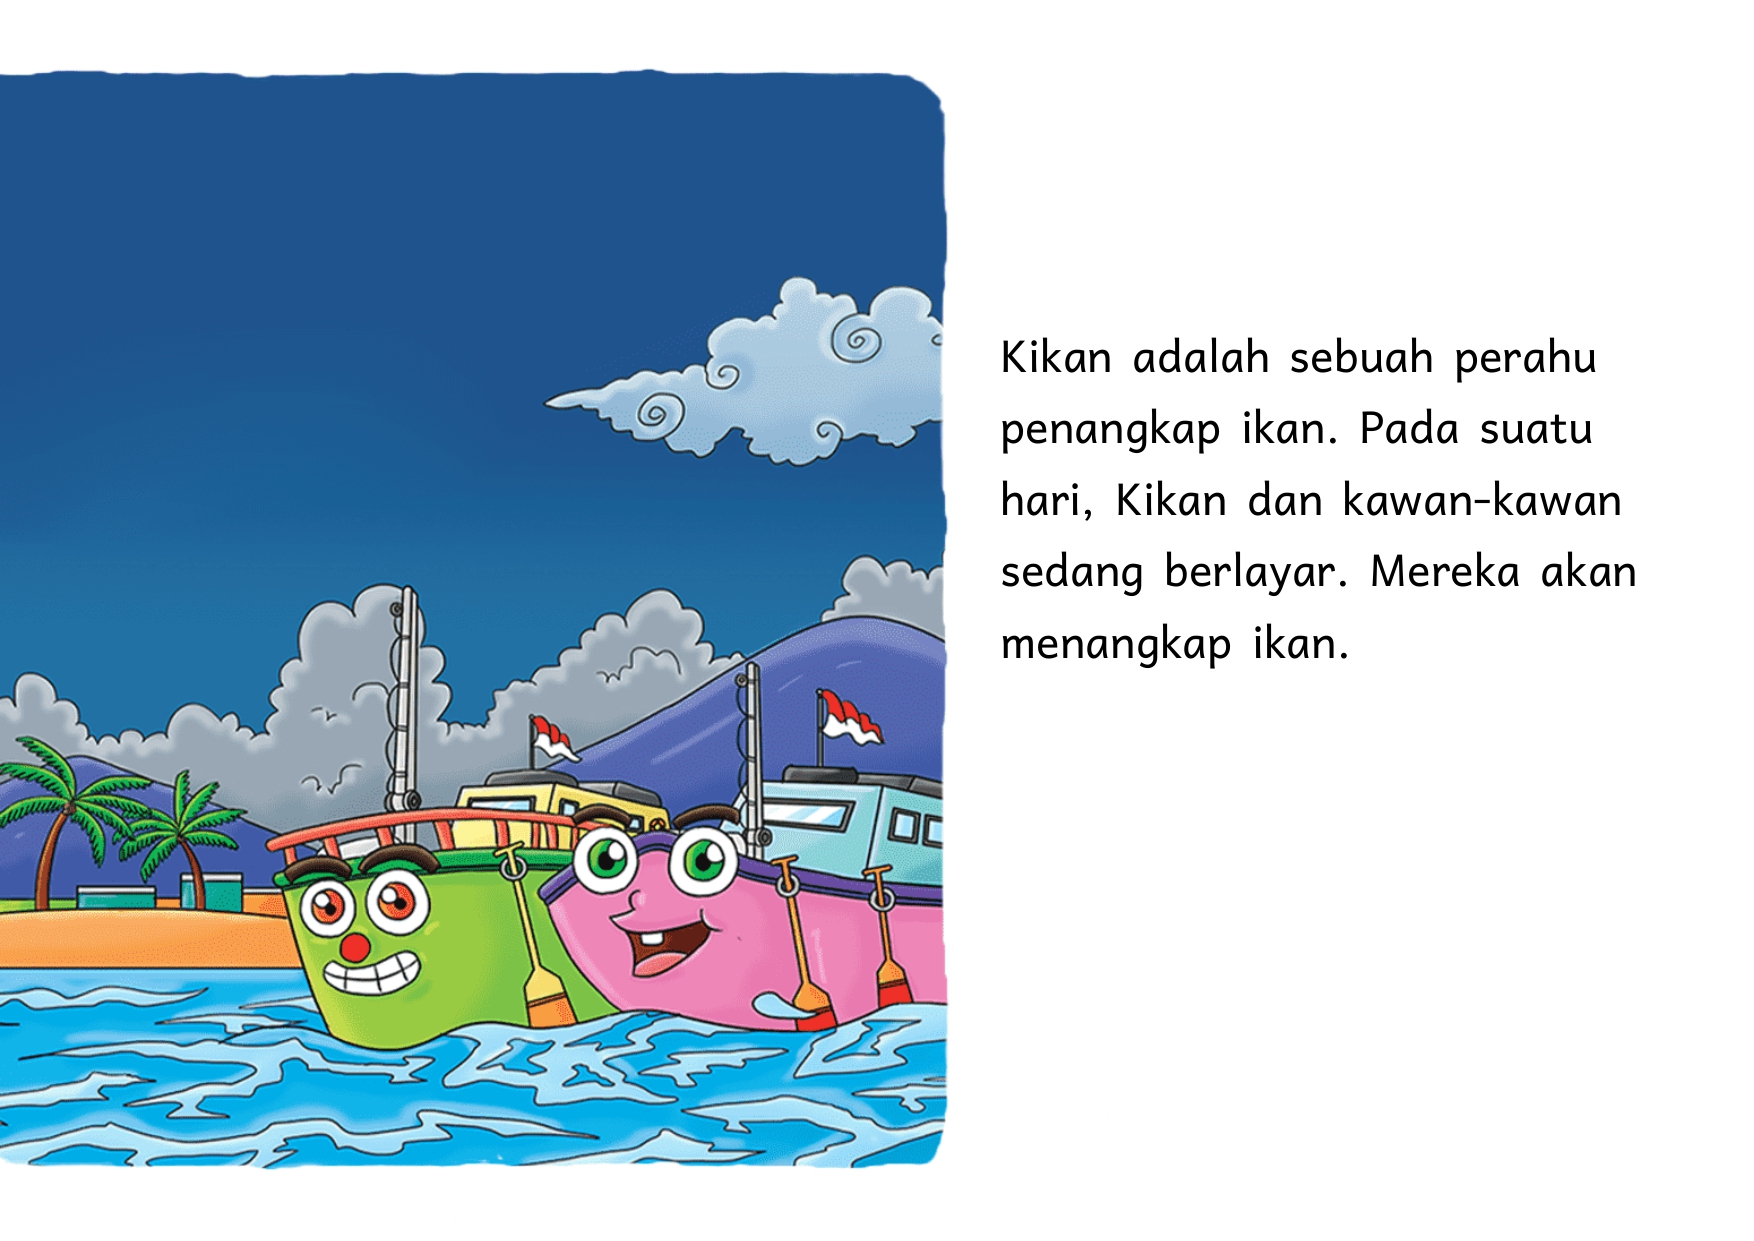 Kikan adalah sebuah perahu
penangkap ikan. Pada suatu
hari, Kikan dan kawan-kawan
sedang berlayar. Mereka akan
menangkap ikan.